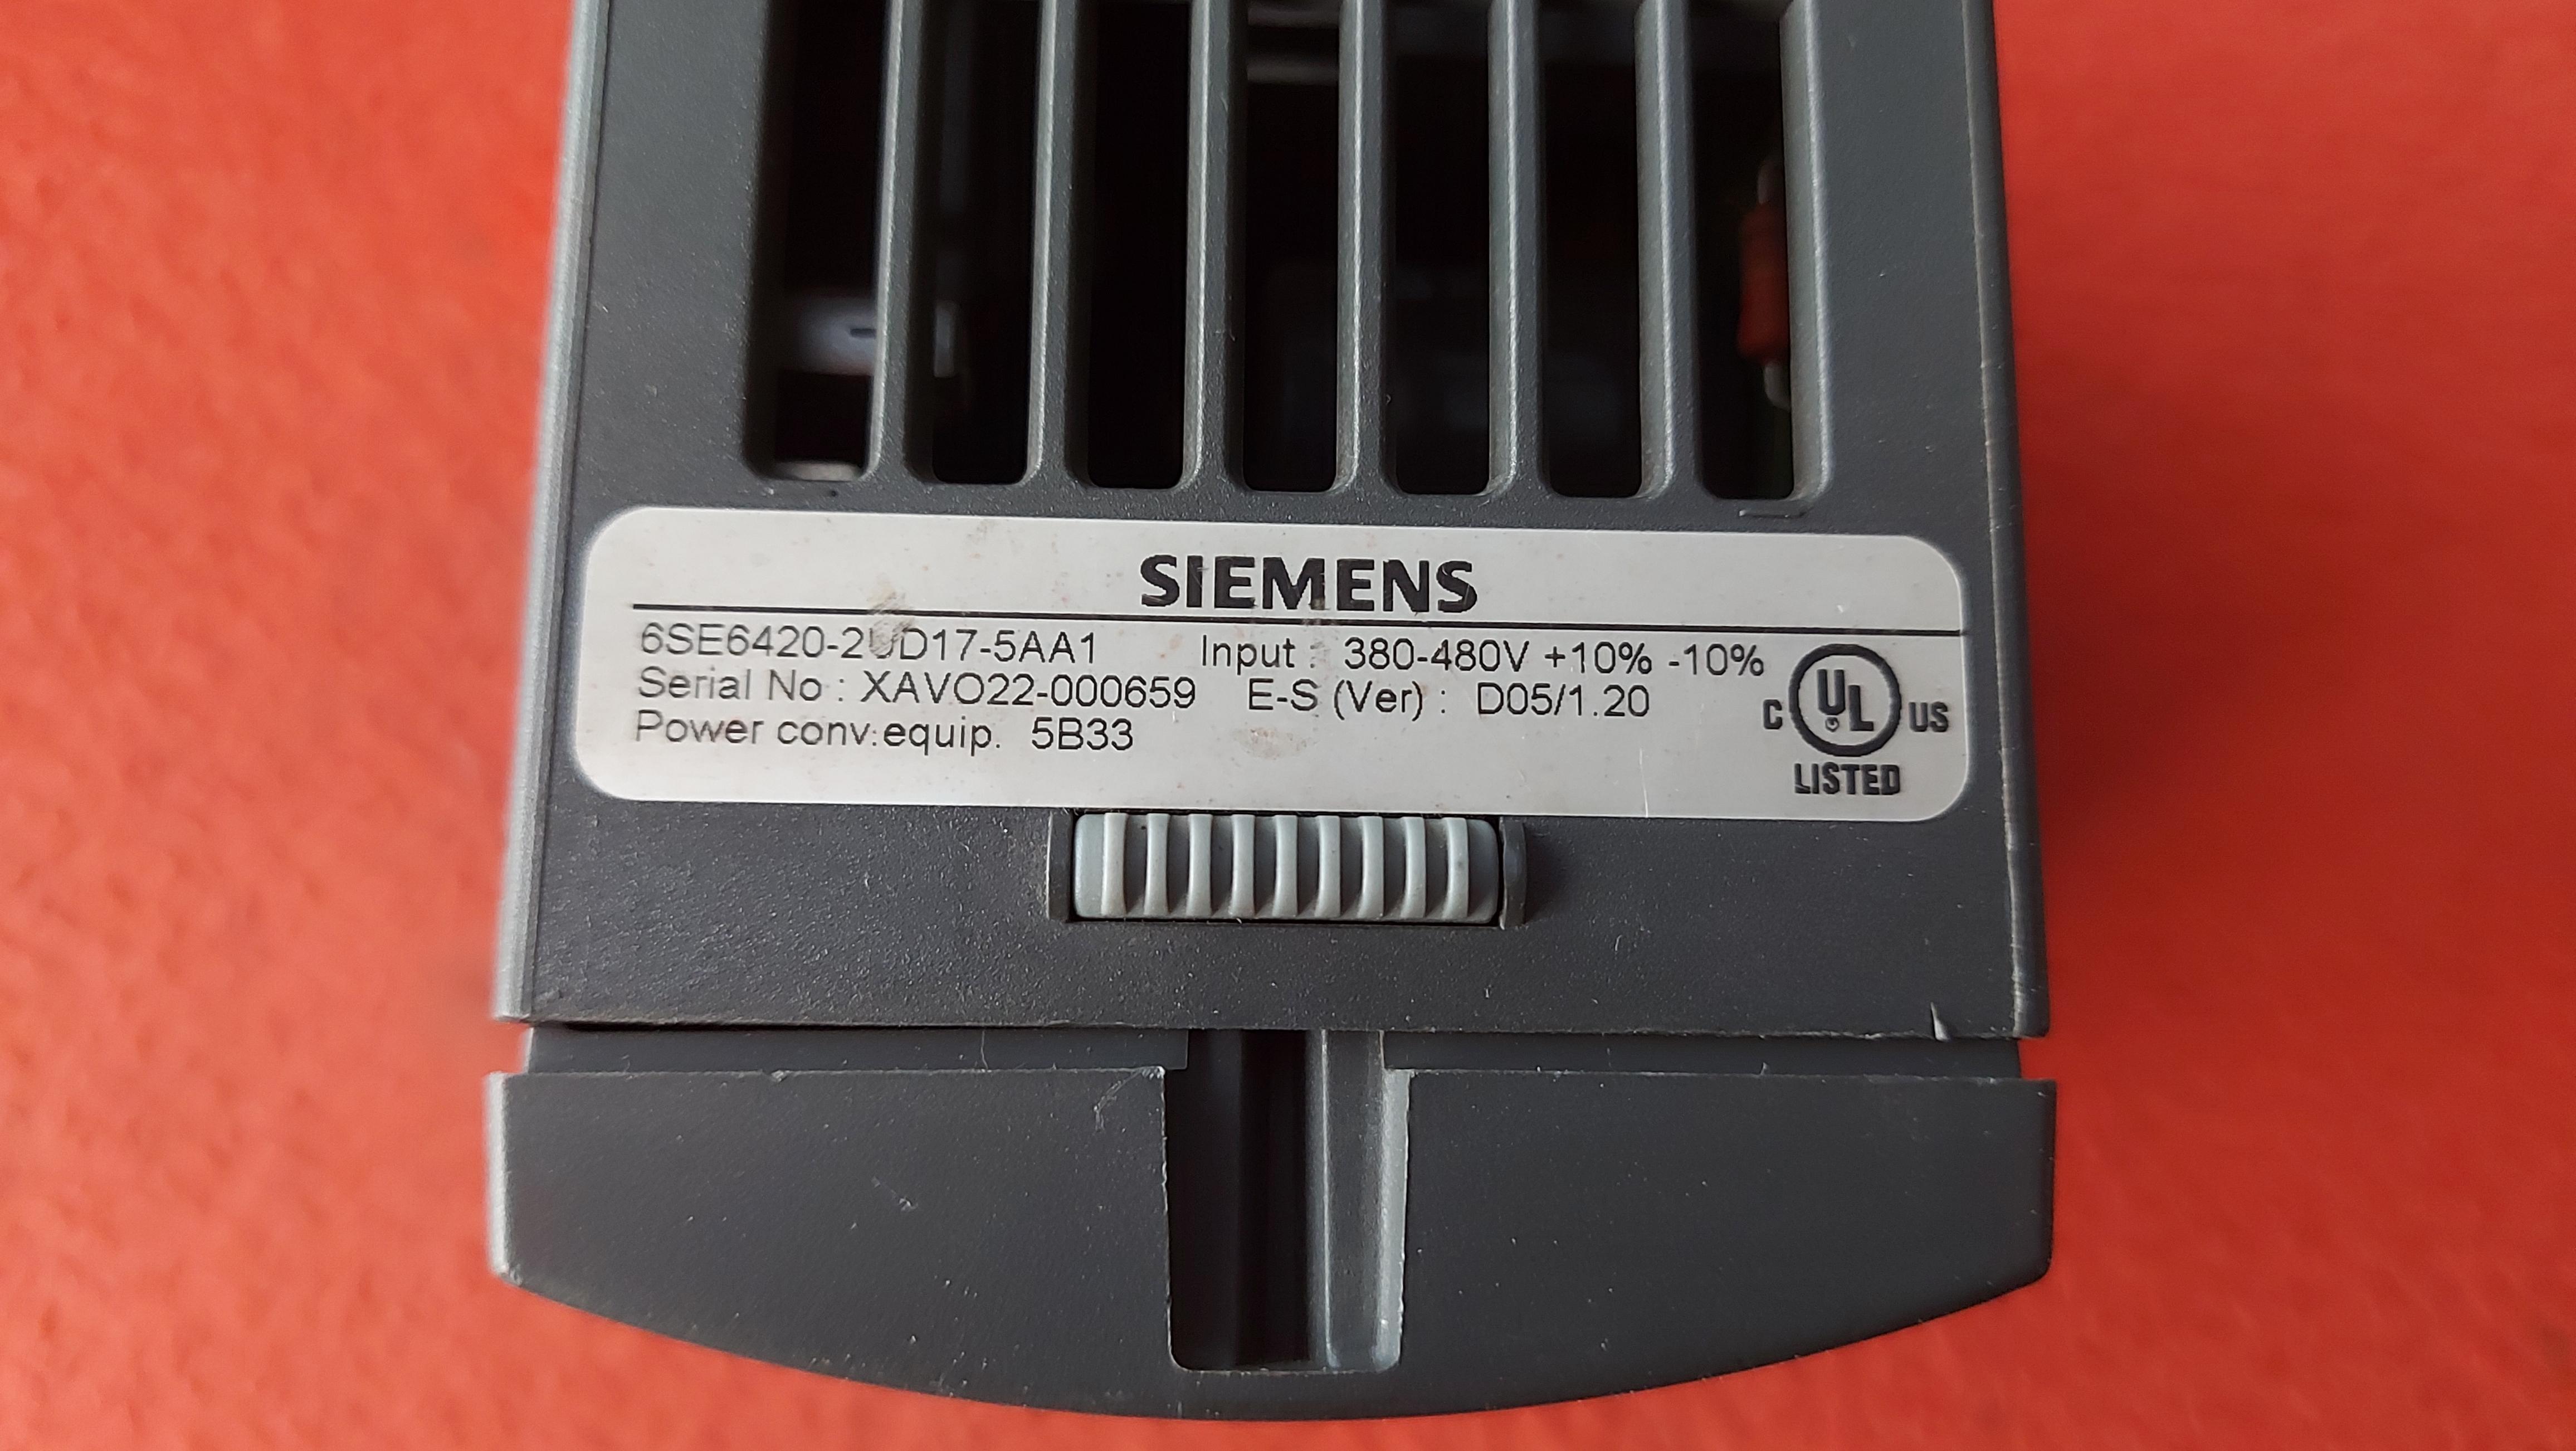 SIEMENS
6SE6420-2UD17-5AA1 Input : 380-480V +10% -10%
Serial No : XAVO22-000659 E-S (Ver) : D05/1.20
Power conv.equip. 5B33
C UL US
LISTED